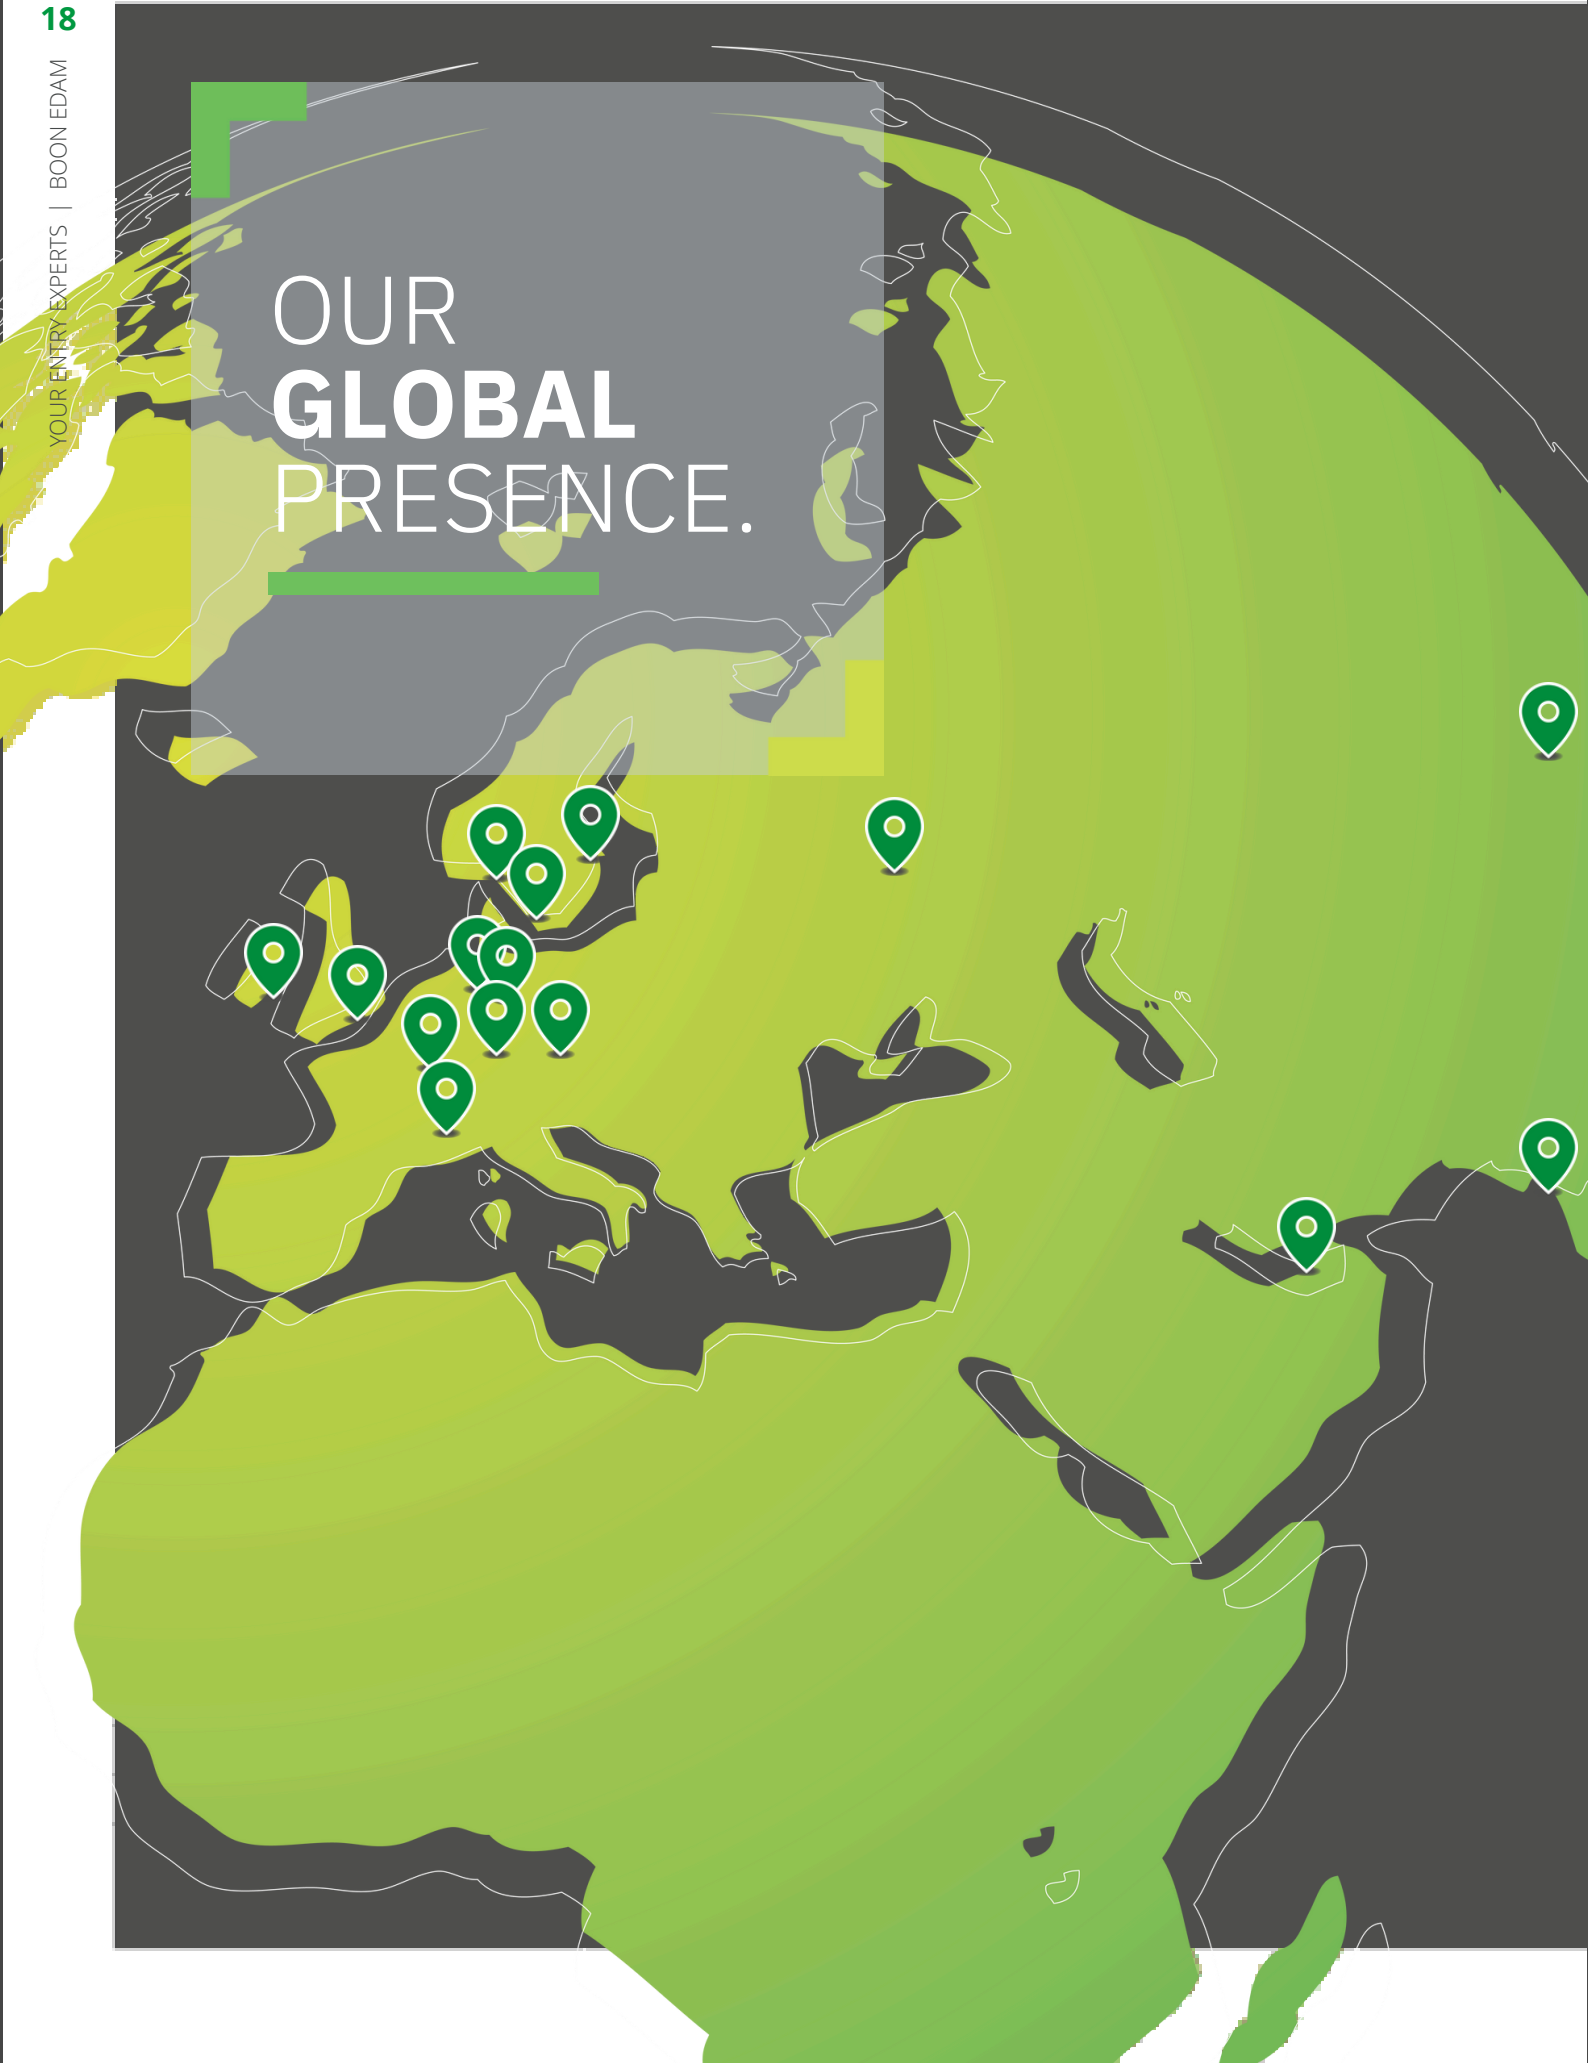 18
YOUR ENTRY EXPERTS | BOON EDAM
OUR
GLOBAL
PRESENCE.